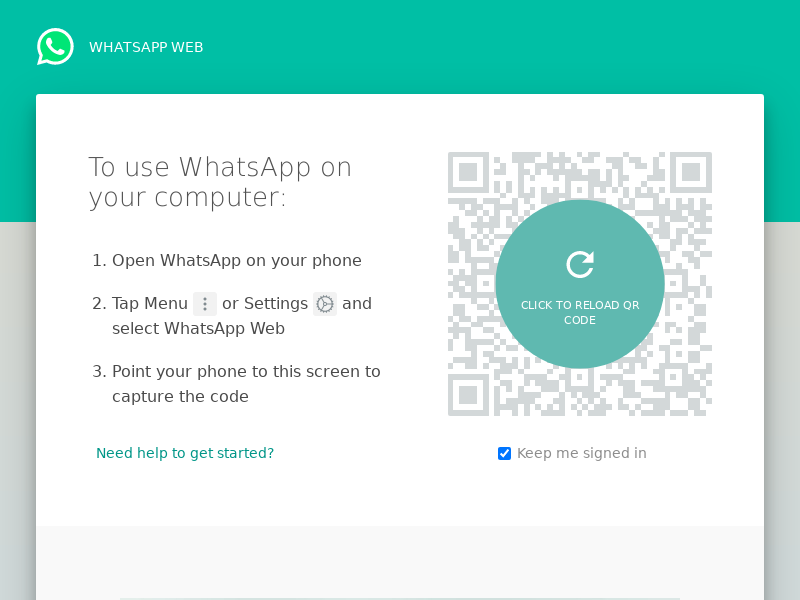 WHATSAPP WEB
To use WhatsApp on
your computer:
1. Open WhatsApp on your phone
2. Tap Menu or Settings and
select WhatsApp Web
3. Point your phone to this screen to
capture the code
Need help to get started?
CLICK TO RELOAD QR
CODE
Keep me signed in